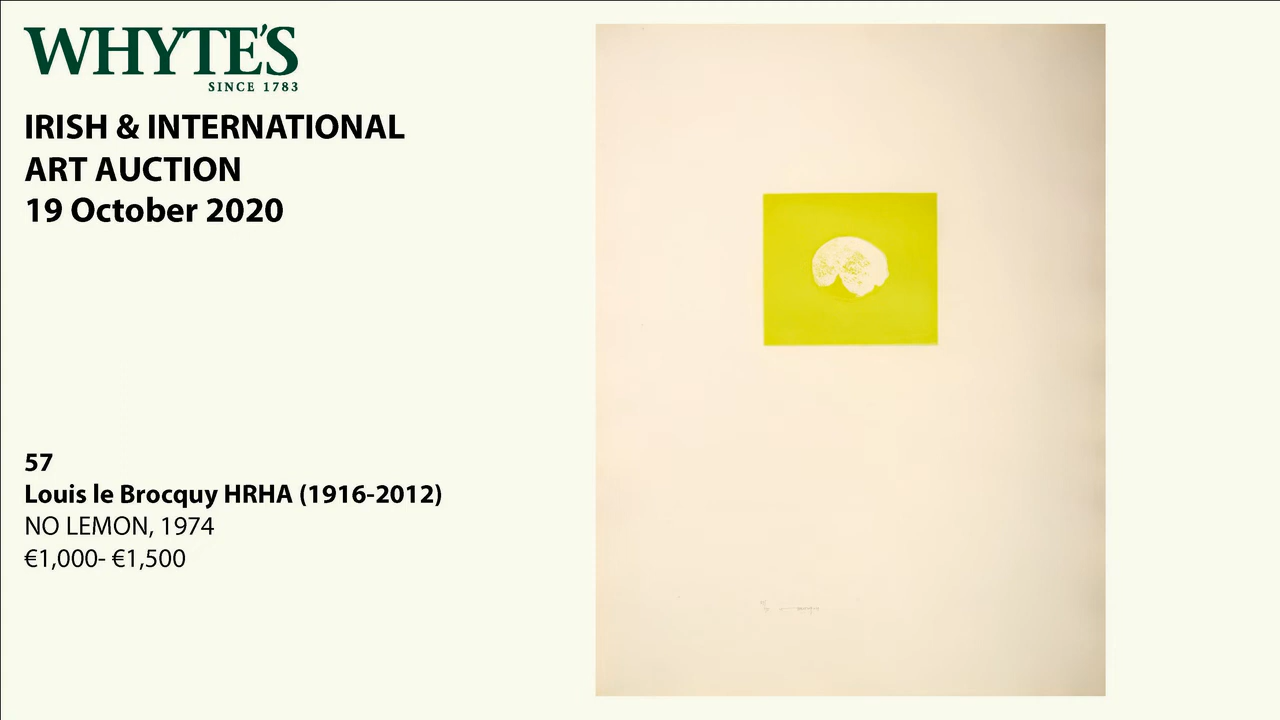 WHYTE'S
SINCE 1783
IRISH & INTERNATIONAL
ART AUCTION
19 October 2020
57
Louis le Brocquy HRHA (1916-2012)
NO LEMON, 1974
€1,000- €1,500